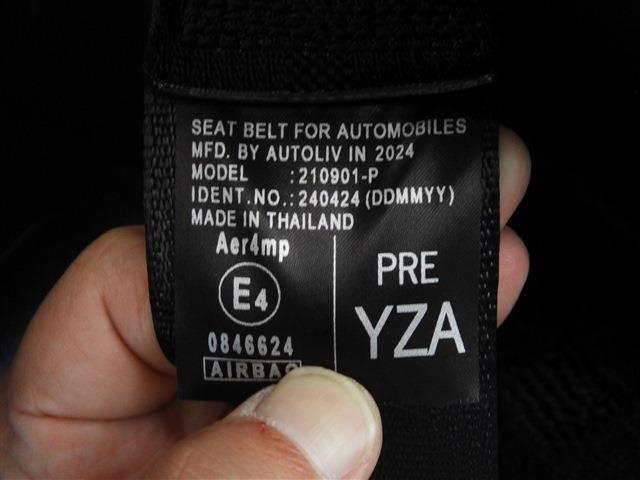 SEAT BELT FOR AUTOMOBILES
MFD. BY AUTOLIV IN 2024
MODEL :210901-P
IDENT.NO.:240424 (DDMMYY)
MADE IN THAILAND
Aer4mp
E4
0846624
AIRBAG
PRE
YZA